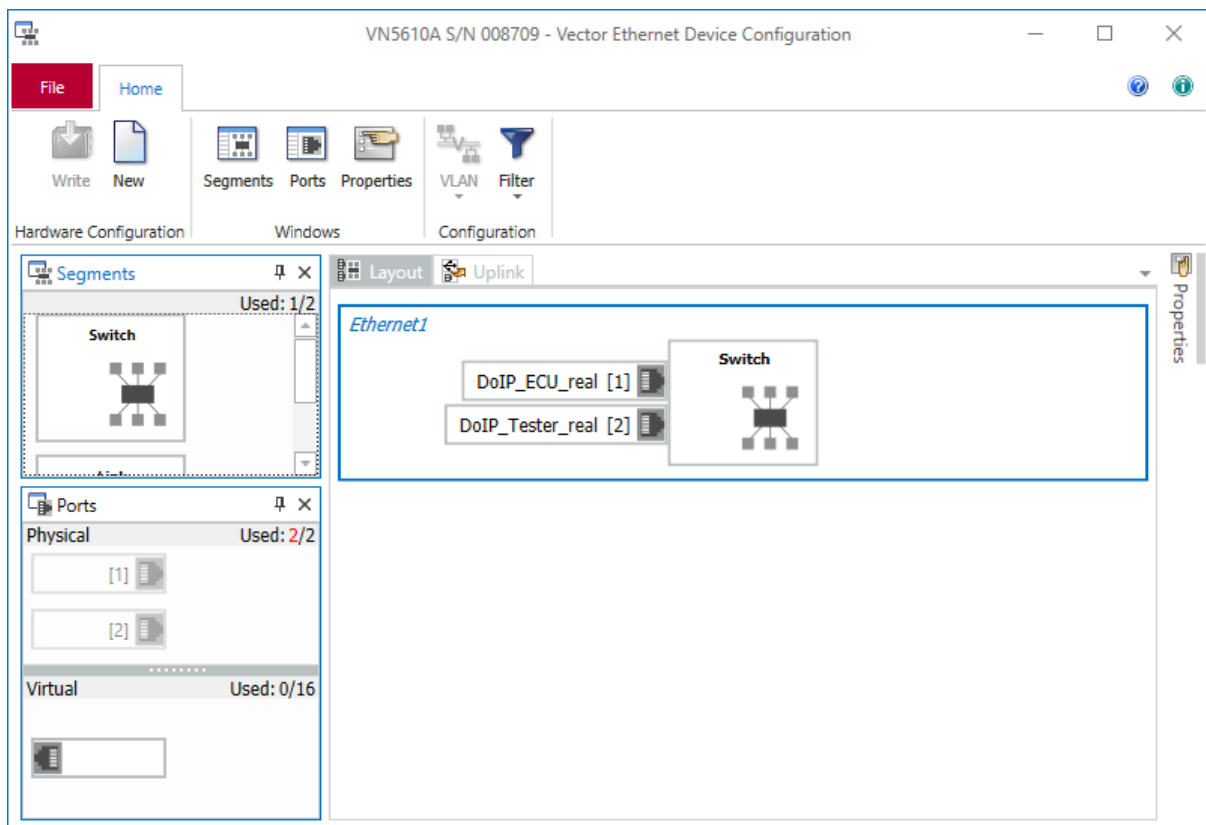 VN5610A S/N 008709 - Vector Ethernet Device Configuration
File
Home
Write
New
Segments
Ports
Properties
VLAN
Filter
Hardware Configuration
Windows
Configuration
Segments
Used: 1/2
Switch
Layout
Uplink
Properties
Ethernet1
DoIP_ECU_real [1]
DoIP_Tester_real [2]
Switch
Ports
Physical
Used: 2/2
[1]
[2]
Virtual
Used: 0/16